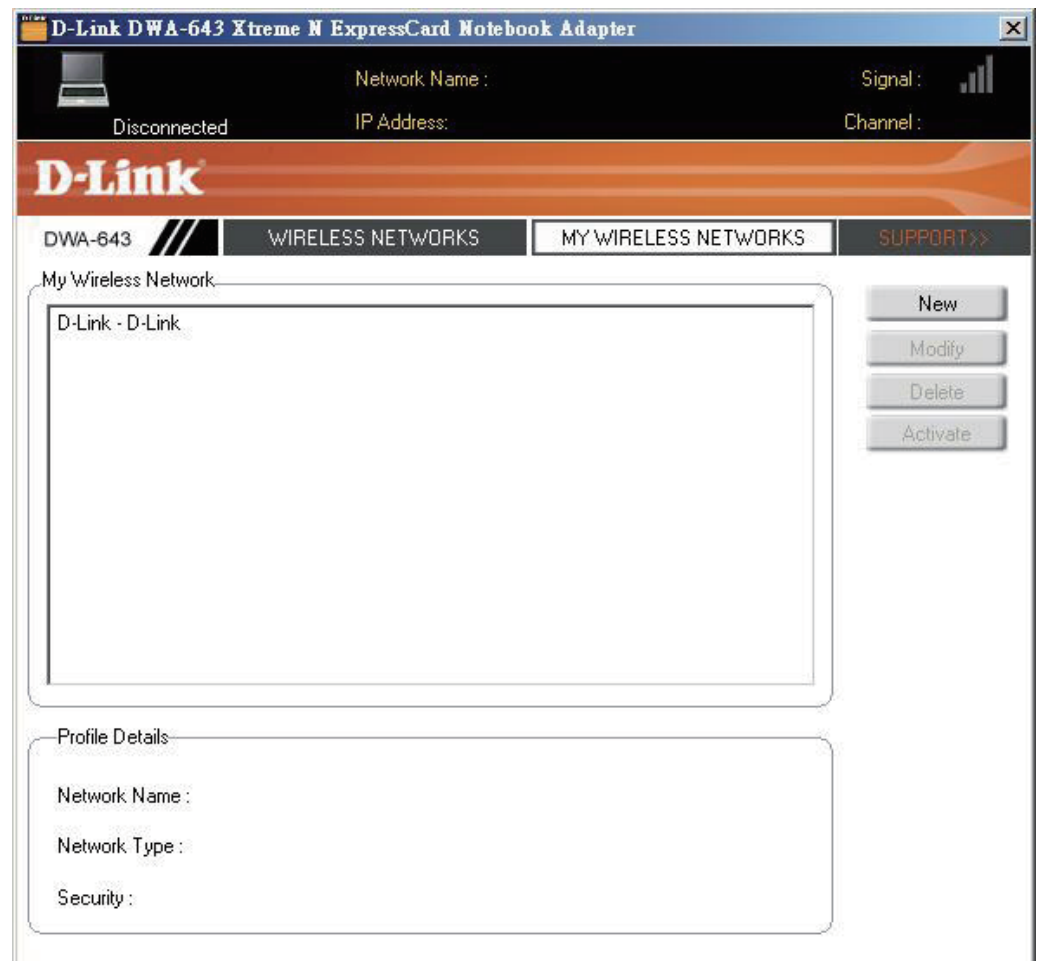 D-Link DWA-643 Xtreme N ExpressCard Notebook Adapter
Network Name :
Signal :
Disconnected
IP Address:
Channel :
D-Link
DWA-643
WIRELESS NETWORKS
MY WIRELESS NETWORKS
SUPPORT>>
My Wireless Network
D-Link - D-Link
New
Modify
Delete
Activate
Profile Details
Network Name :
Network Type :
Security :